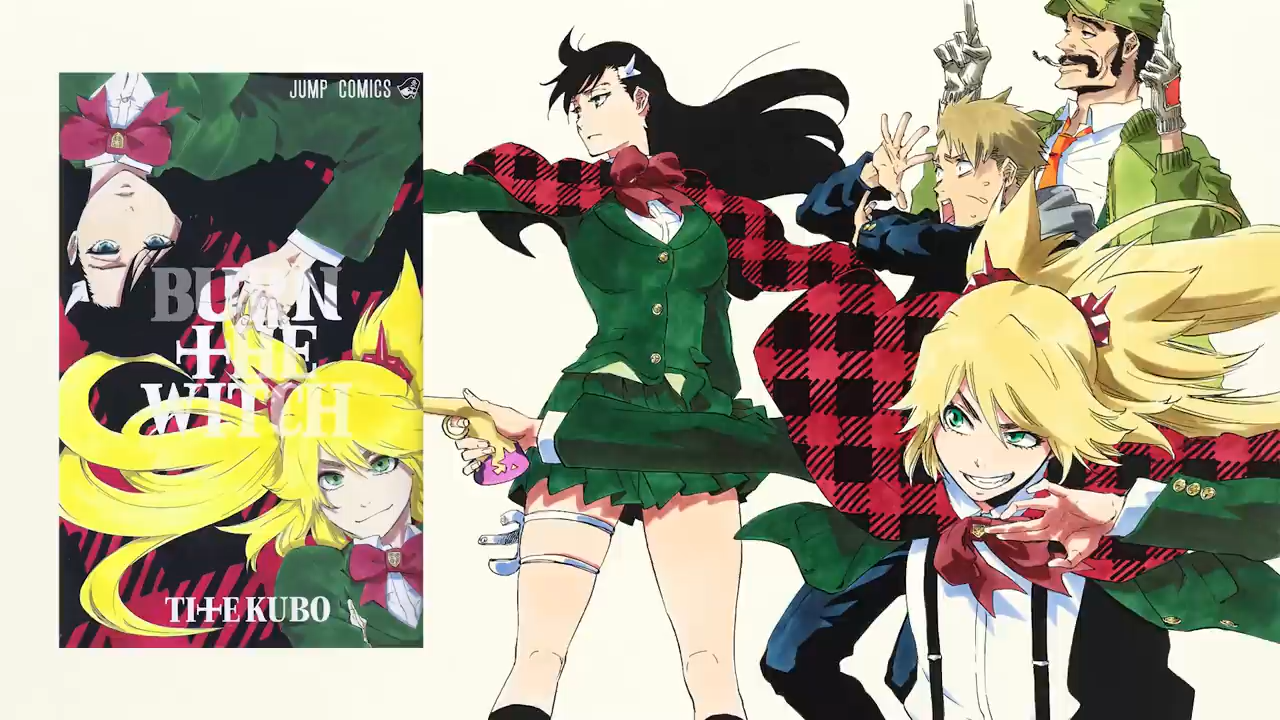 JUMP COMICS
BURN
THE
WITCH
TITE KUBO